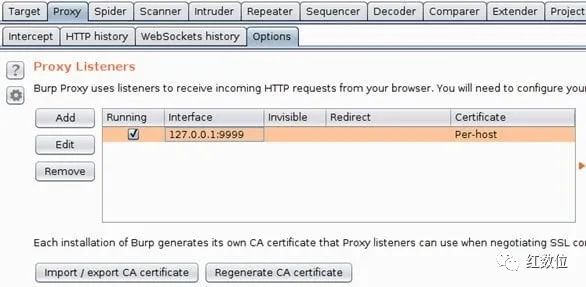 Target Proxy Spider Scanner Intruder Repeater Sequencer Decoder Comparer Extender Project
Intercept HTTP history WebSockets history Options
? Proxy Listeners
Burp Proxy uses listeners to receive incoming HTTP requests from your browser. You will need to configure your
Add Running Interface Invisible Redirect Certificate
127.0.0.1:9999 Per-host
Edit
Remove
Each installation of Burp generates its own CA certificate that Proxy listeners can use when negotiating SSL con
Import / export CA certificate Regenerate CA certificate
红数位